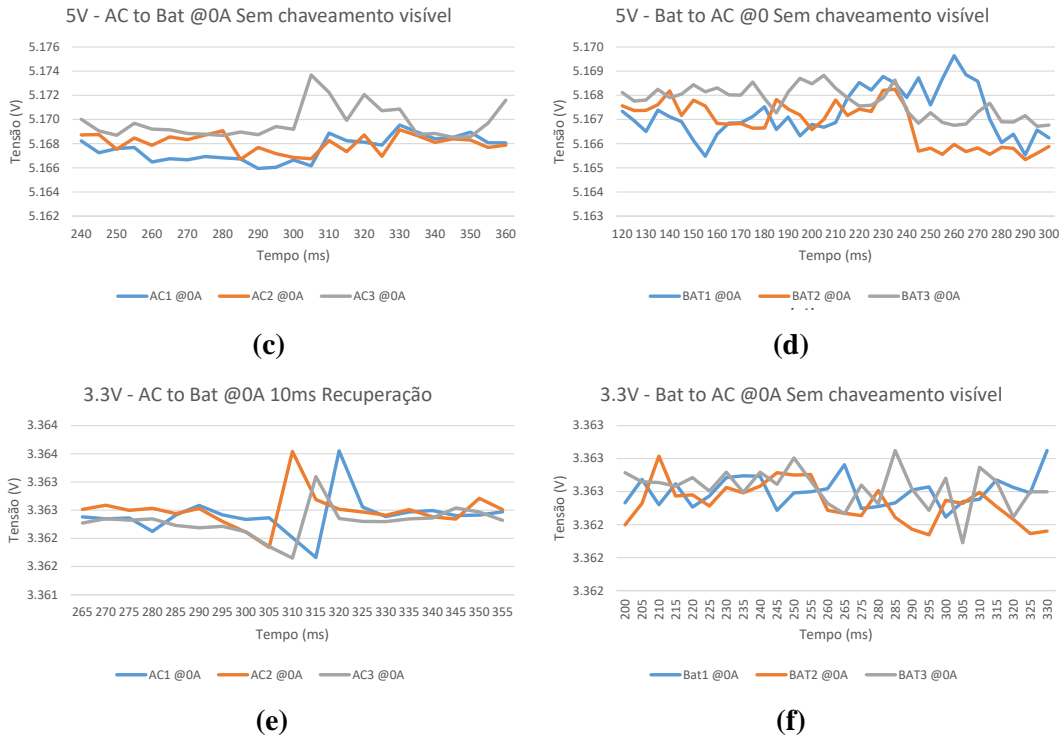 5V - AC to Bat @0A Sem chaveamento visível
5.176
5.174
5.172
5.170
5.168
5.166
5.164
5.162
Tensão (V)
240 250 260 270 280 290 300 310 320 330 340 350 360
Tempo (ms)
AC1 @0A AC2 @0A AC3 @0A
(c)
5V - Bat to AC @0 Sem chaveamento visível
5.170
5.169
5.168
5.167
5.166
5.165
5.164
5.163
Tensão (V)
120 130 140 150 160 170 180 190 200 210 220 230 240 250 260 270 280 290 300
Tempo (ms)
BAT1 @0A BAT2 @0A BAT3 @0A
(d)
3.3V - AC to Bat @0A 10ms Recuperação
3.364
3.364
3.363
3.363
3.362
3.362
3.361
Tensão (V)
265 270 275 280 285 290 295 300 305 310 315 320 325 330 335 340 345 350 355
Tempo (ms)
AC1 @0A AC2 @0A AC3 @0A
(e)
3.3V - Bat to AC @0A Sem chaveamento visível
3.363
3.363
3.363
3.362
3.362
3.362
Tensão (V)
200 205 210 215 220 225 230 235 240 245 250 255 260 265 270 275 280 285 290 295 300 305 310 315 320 325 330
Tempo (ms)
Bat1 @0A BAT2 @0A BAT3 @0A
(f)